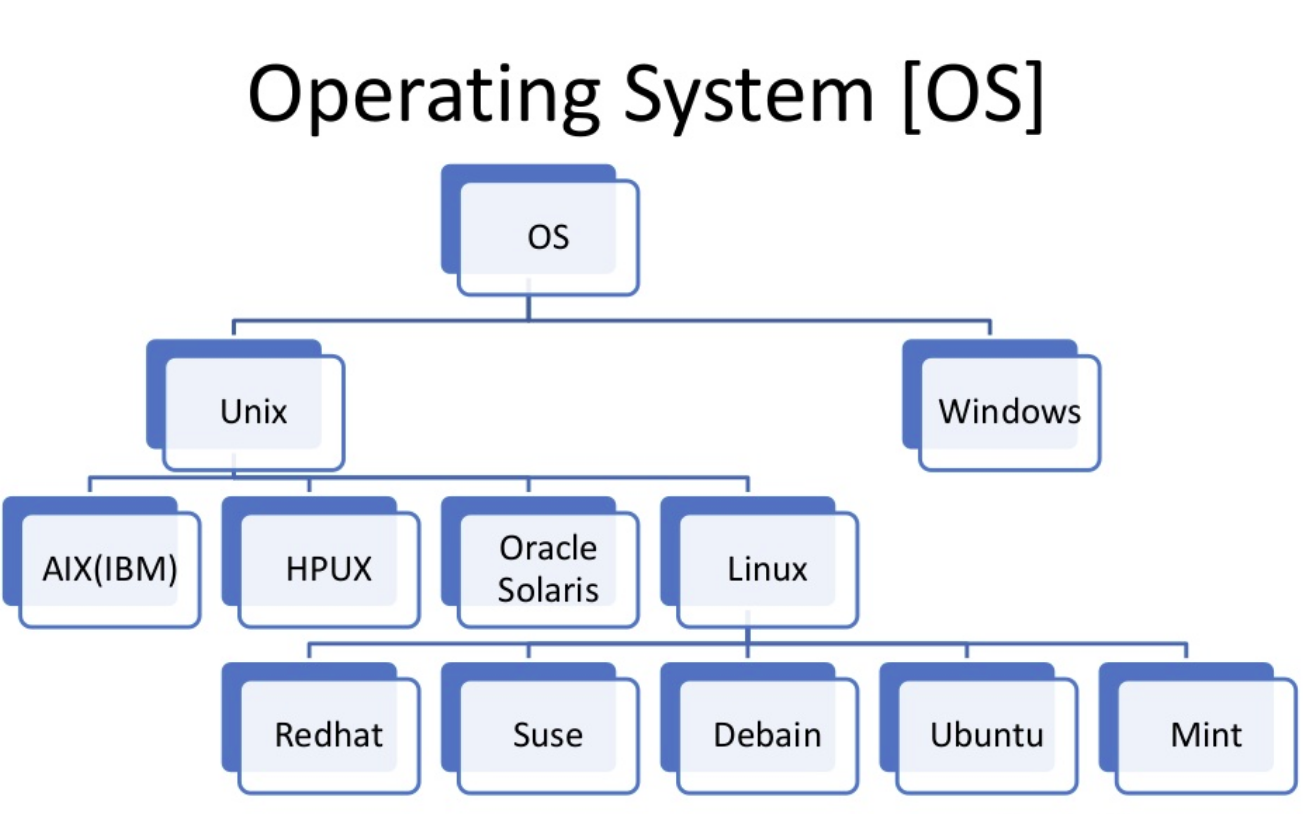 Operating System [OS]
OS
Unix
Windows
AIX(IBM)
HPUX
Oracle
Solaris
Linux
Redhat
Suse
Debain
Ubuntu
Mint